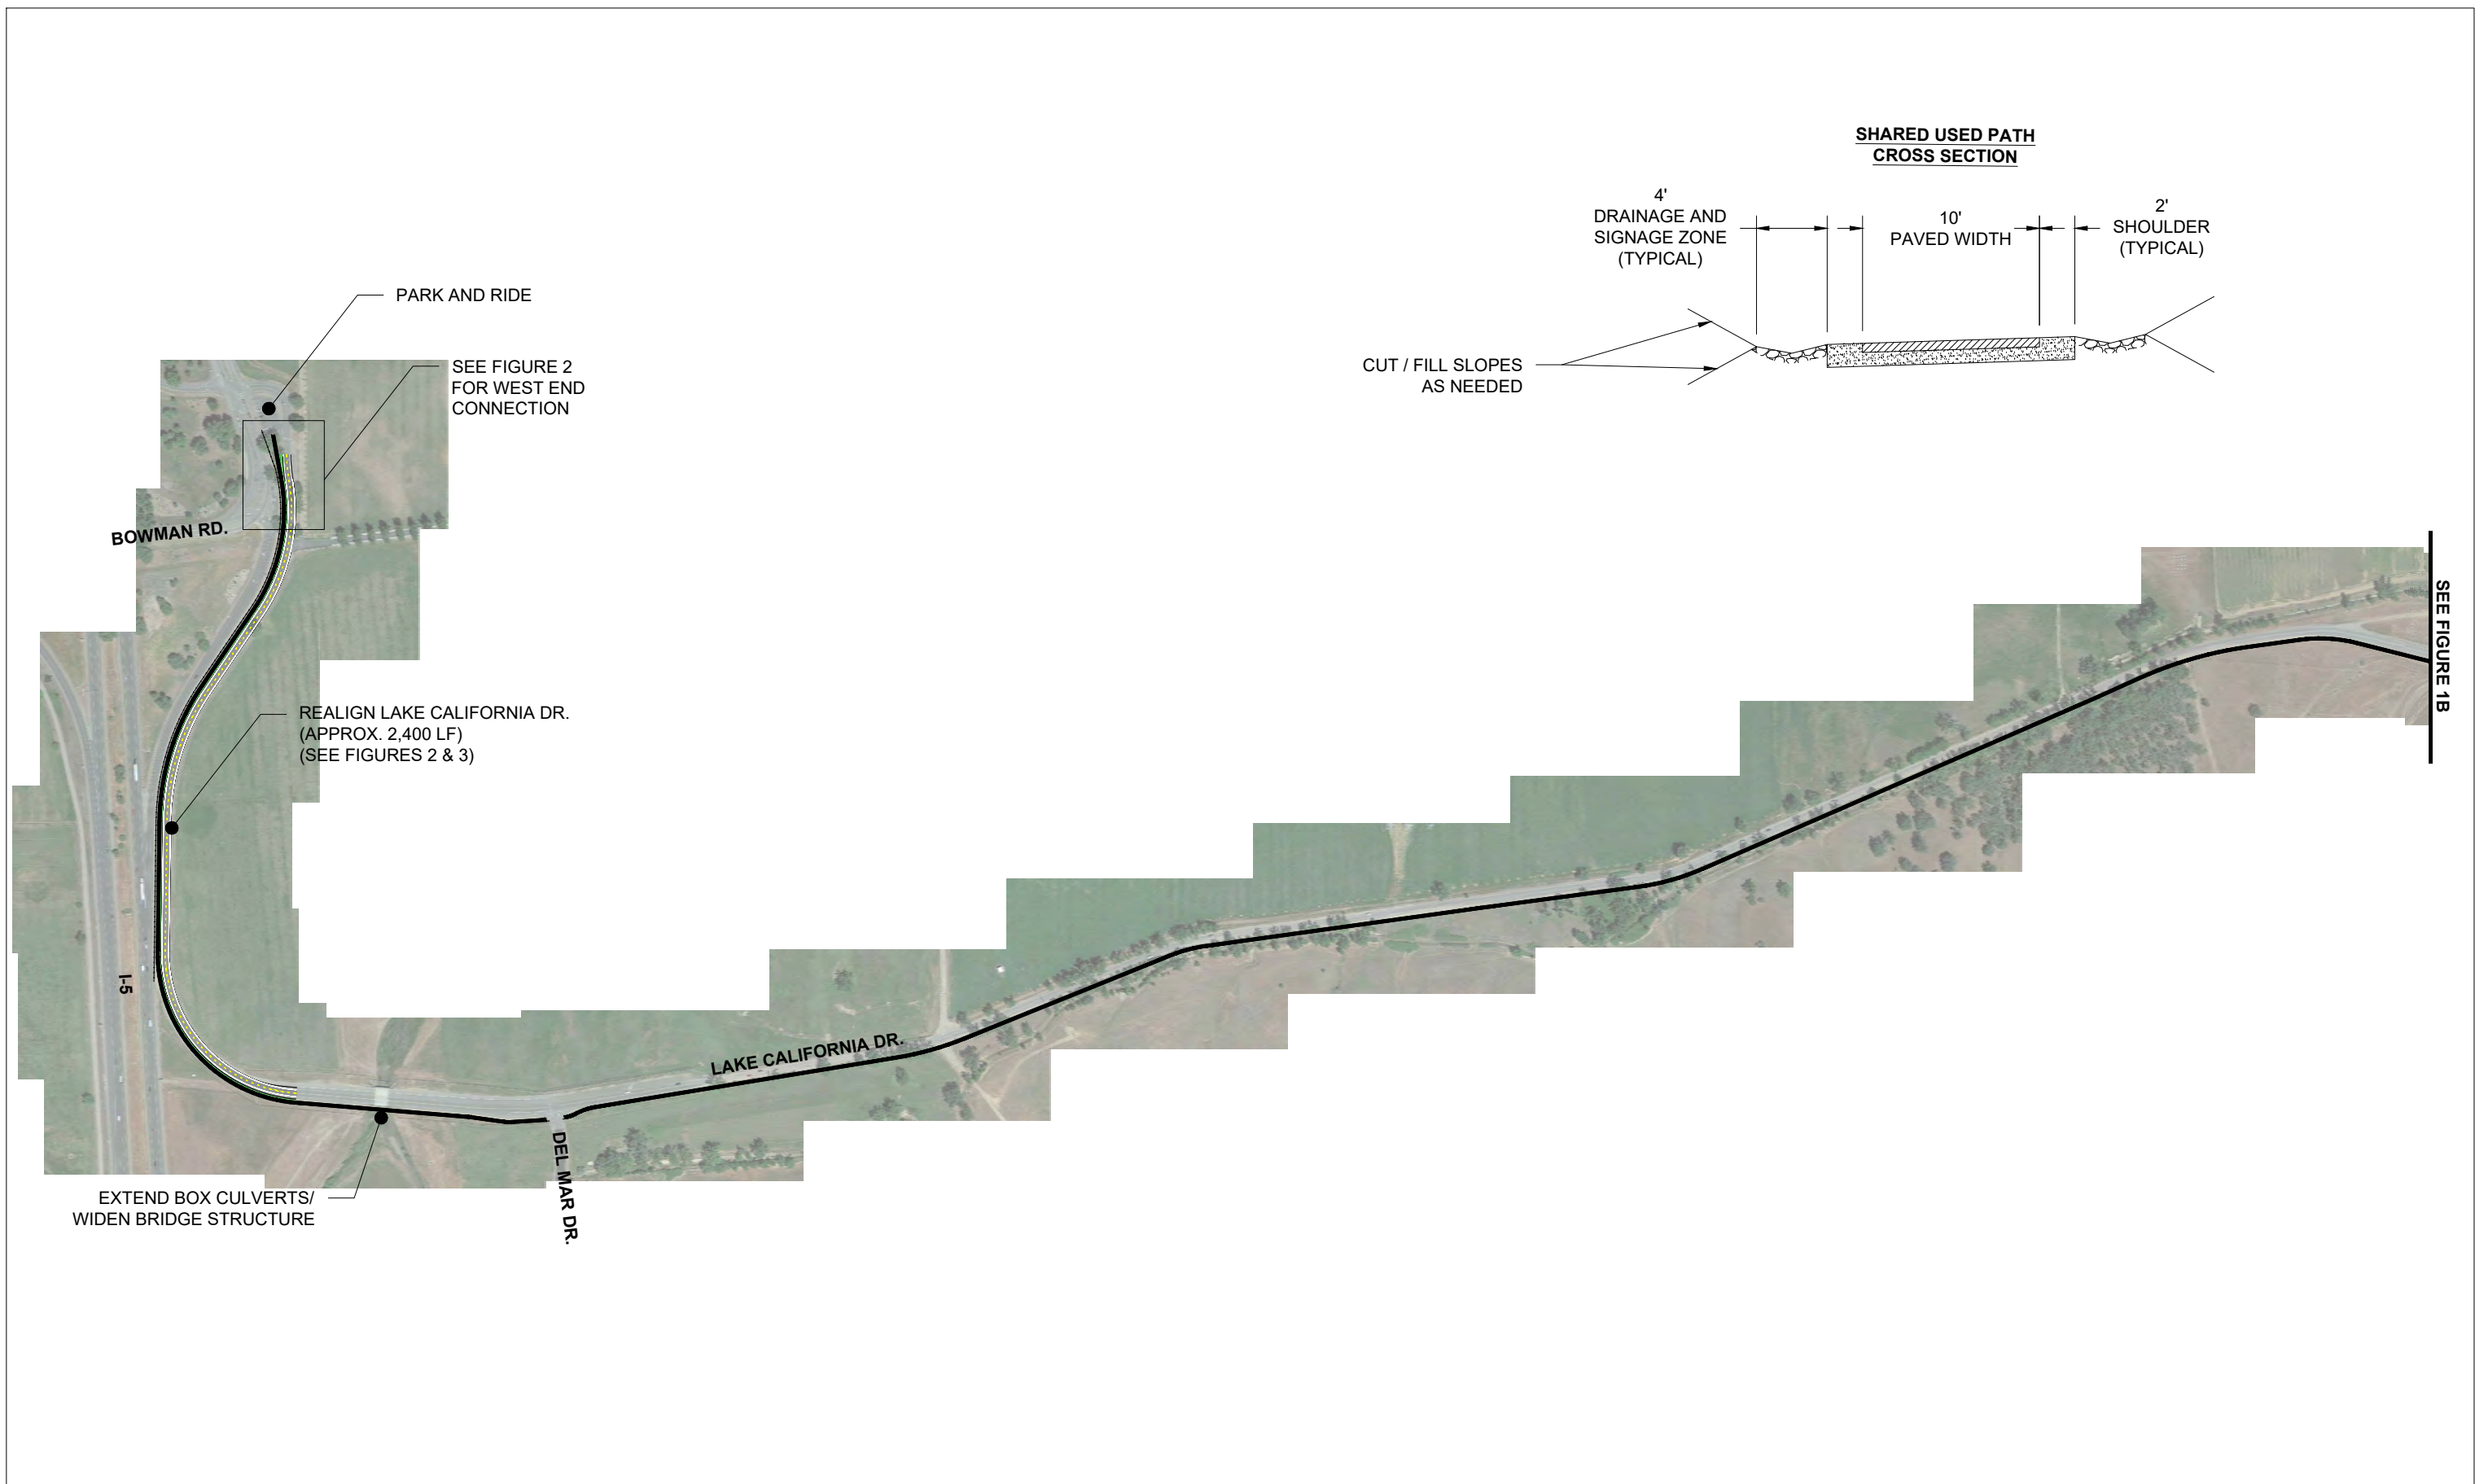 SHARED USED PATH
CROSS SECTION
4'
DRAINAGE AND
SIGNAGE ZONE
(TYPICAL)
10'
PAVED WIDTH
2'
SHOULDER
(TYPICAL)
CUT / FILL SLOPES
AS NEEDED
PARK AND RIDE
SEE FIGURE 2
FOR WEST END
CONNECTION
BOWMAN RD.
SEE FIGURE 1B
REALIGN LAKE CALIFORNIA DR.
(APPROX. 2,400 LF)
(SEE FIGURES 2 & 3)
I-5
LAKE CALIFORNIA DR.
DEL MAR DR.
EXTEND BOX CULVERTS/
WIDEN BRIDGE STRUCTURE